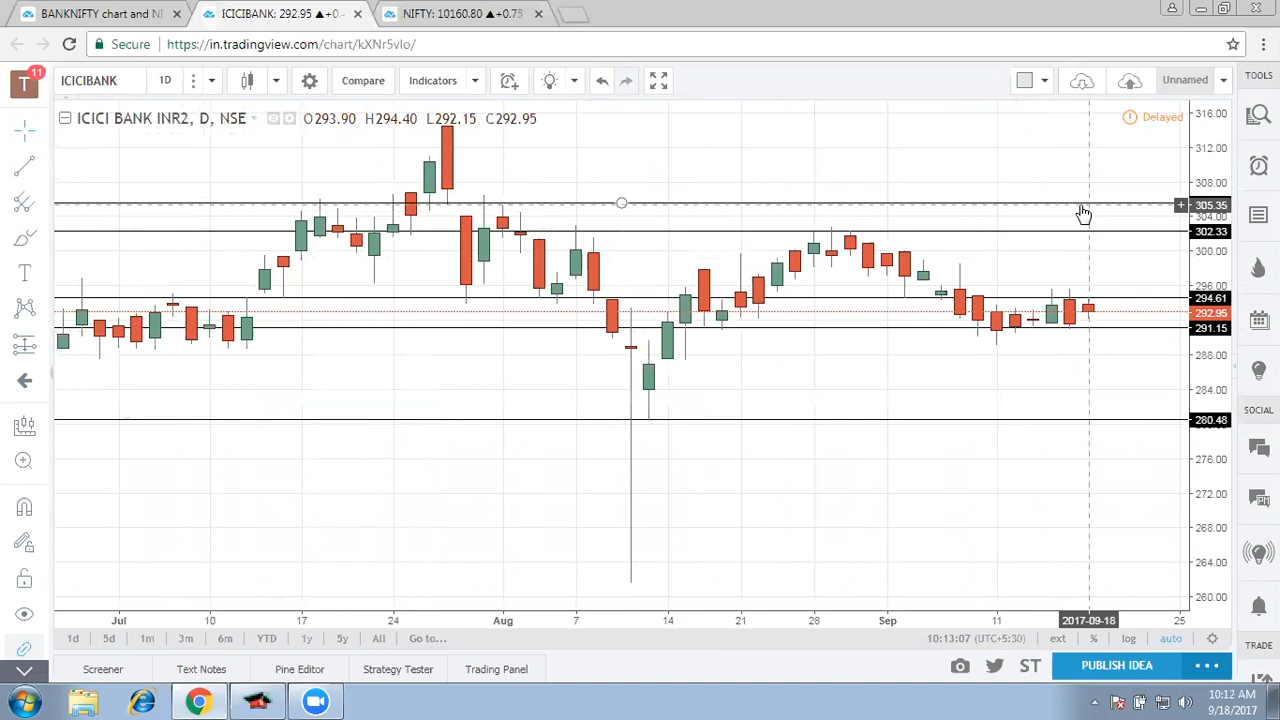 BANKNIFTY chart and NI
ICICIBANK: 292.95 ▲+0.
NIFTY: 10160.80 ▲+0.75
Secure
https://in.tradingview.com/chart/kXNr5vIo/
T
11
ICICIBANK
1D
Compare
Indicators
Unnamed
TOOLS
ICICI BANK INR2, D, NSE
O293.90 H294.40 L292.15 C292.95
Delayed
316.00
312.00
308.00
305.35
304.00
302.33
300.00
296.00
294.61
292.95
291.15
288.00
284.00
280.48
276.00
272.00
268.00
264.00
260.00
SOCIAL
TRADE
Jul
10
17
24
Aug
7
14
21
28
Sep
11
2017-09-18
25
1d
5d
1m
3m
6m
YTD
1y
5y
All
Go to...
10:13:07 (UTC+5:30)
ext
%
log
auto
Screener
Text Notes
Pine Editor
Strategy Tester
Trading Panel
ST
PUBLISH IDEA
10:12 AM
9/18/2017